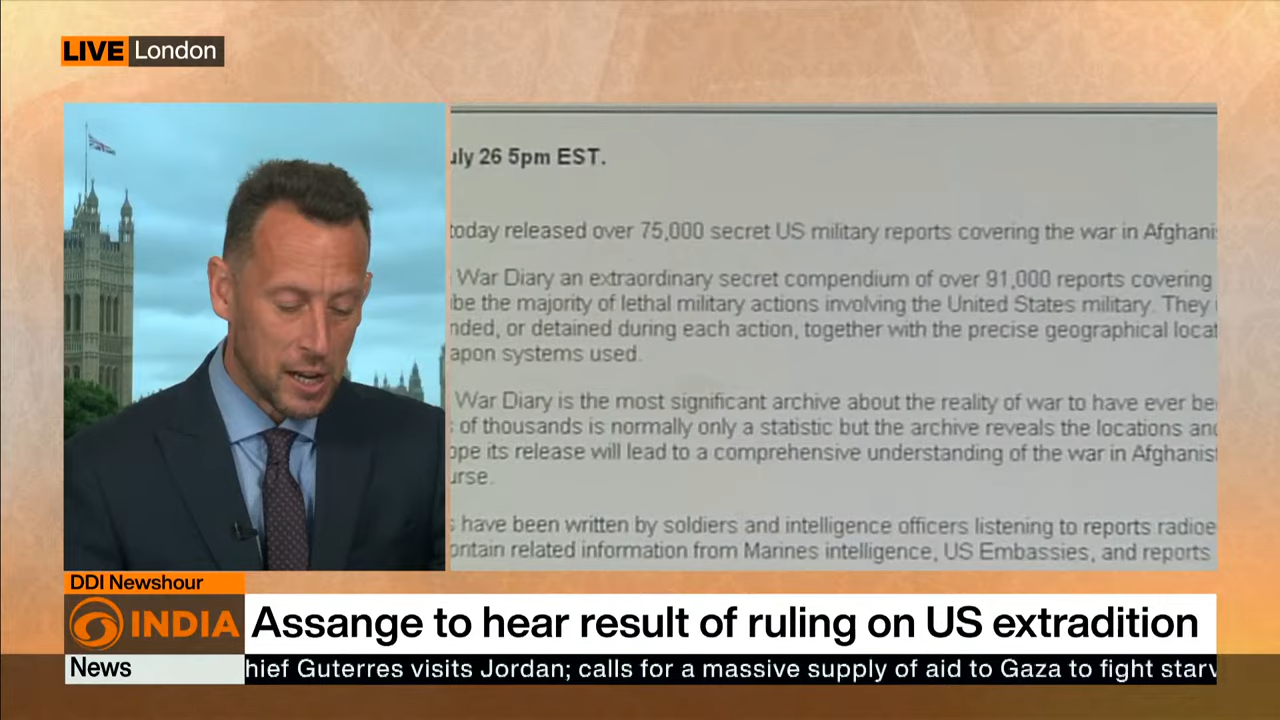 LIVE London
uly 26 5pm EST.
today released over 75,000 secret US military reports covering the war in Afghanis
War Diary an extraordinary secret compendium of over 91,000 reports covering
be the majority of lethal military actions involving the United States military. They
nded, or detained during each action, together with the precise geographical locat
apon systems used.
War Diary is the most significant archive about the reality of war to have ever be
of thousands is normally only a statistic but the archive reveals the locations and
ope its release will lead to a comprehensive understanding of the war in Afghanist
urse.
s have been written by soldiers and intelligence officers listening to reports radioe
ontain related information from Marines intelligence, US Embassies, and reports
DDI Newshour
INDIA
Assange to hear result of ruling on US extradition
News
hief Guterres visits Jordan; calls for a massive supply of aid to Gaza to fight starv